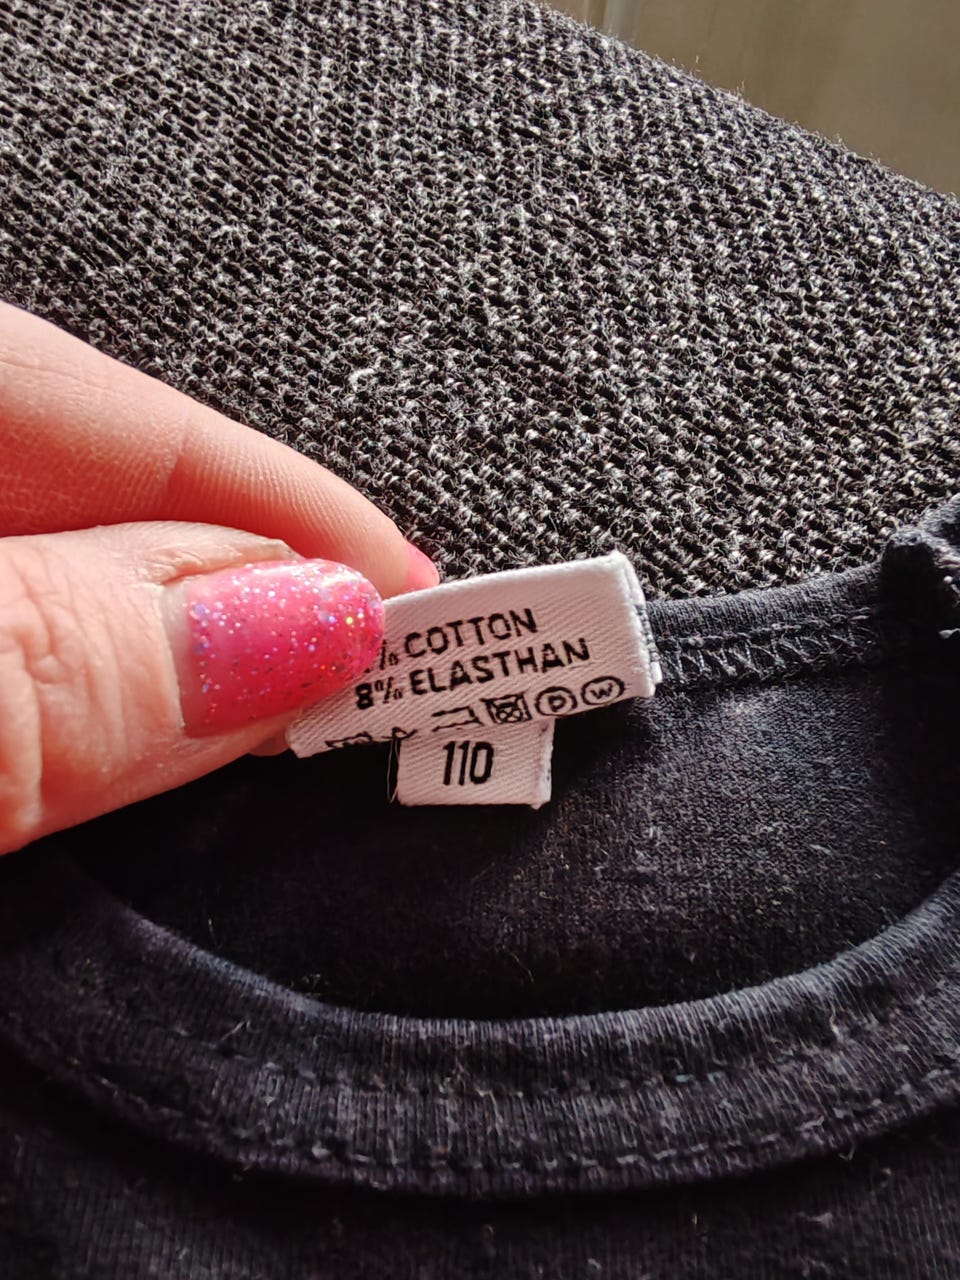 % COTTON
8% ELASTHAN
P W
110